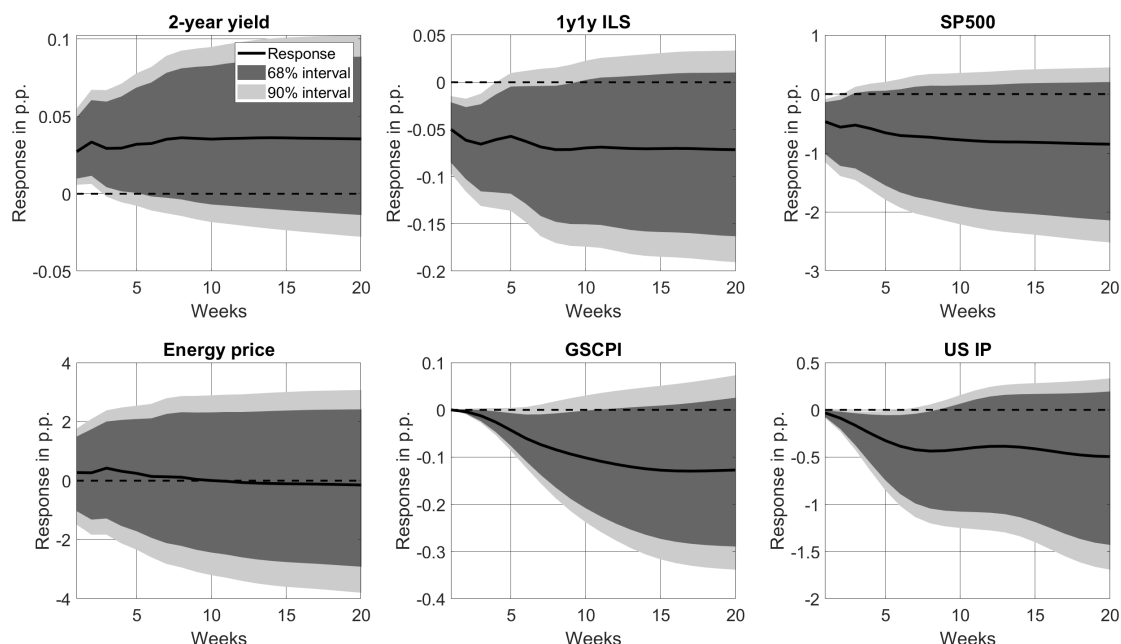 2-year yield
0.1
0.05
0
-0.05
Response in p.p.
5
10
15
20
Weeks
Response
68% interval
90% interval
1y1y ILS
0.05
0
-0.05
-0.1
-0.15
-0.2
Response in p.p.
5
10
15
20
Weeks
SP500
1
0
-1
-2
-3
Response in p.p.
5
10
15
20
Weeks
Energy price
4
2
0
-2
-4
Response in p.p.
5
10
15
20
Weeks
GSCPI
0.1
0
-0.1
-0.2
-0.3
-0.4
Response in p.p.
5
10
15
20
Weeks
US IP
0.5
0
-0.5
-1
-1.5
-2
Response in p.p.
5
10
15
20
Weeks